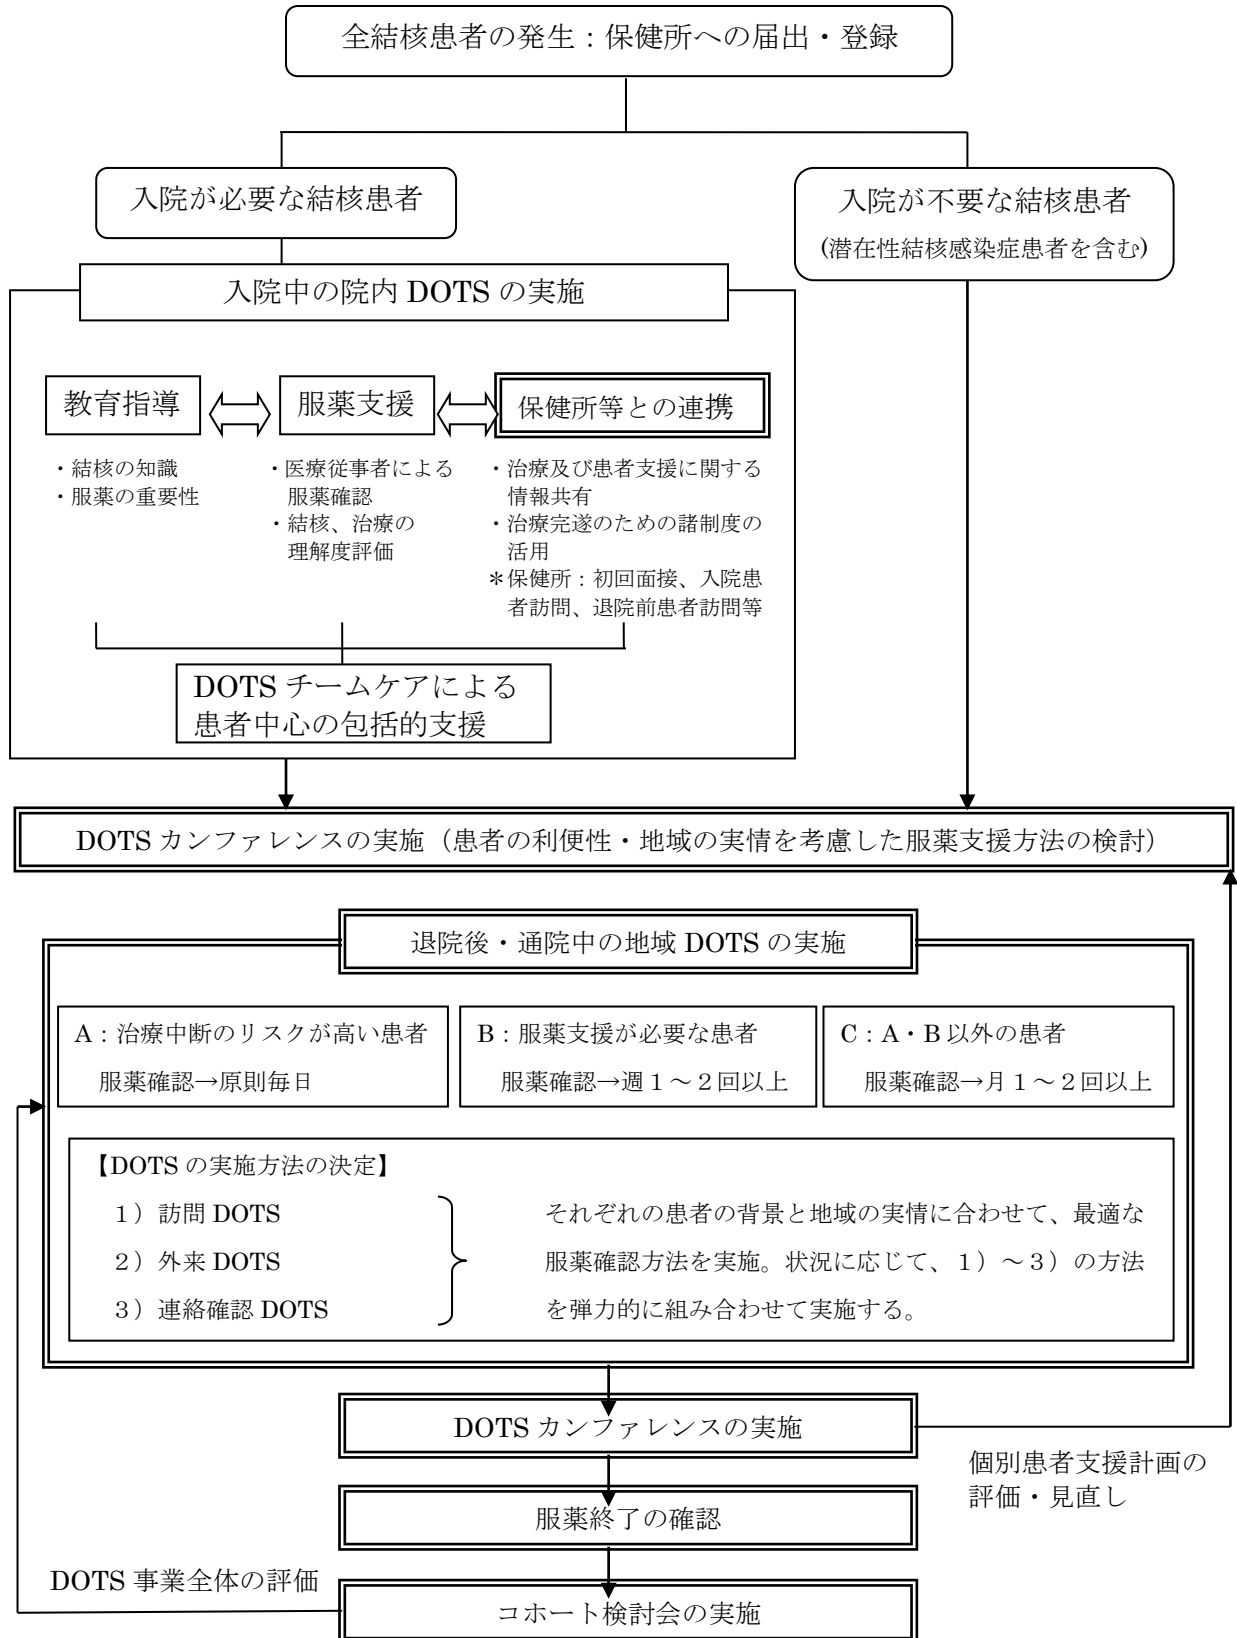 全結核患者の発生：保健所への届出・登録
入院が必要な結核患者
入院が不要な結核患者
(潜在性結核感染症患者を含む)
入院中の院内 DOTS の実施
教育指導
服薬支援
保健所等との連携
・結核の知識
・服薬の重要性
・医療従事者による
服薬確認
・結核、治療の
理解度評価
・治療及び患者支援に関する
情報共有
・治療完遂のための諸制度の
活用
＊保健所：初回面接、入院患
者訪問、退院前患者訪問等
DOTS チームケアによる
患者中心の包括的支援
DOTS カンファレンスの実施（患者の利便性・地域の実情を考慮した服薬支援方法の検討）
退院後・通院中の地域 DOTS の実施
A：治療中断のリスクが高い患者
服薬確認→原則毎日
B：服薬支援が必要な患者
服薬確認→週１～２回以上
C：A・B 以外の患者
服薬確認→月１～２回以上
【DOTS の実施方法の決定】
１）訪問 DOTS
２）外来 DOTS
３）連絡確認 DOTS
それぞれの患者の背景と地域の実情に合わせて、最適な
服薬確認方法を実施。状況に応じて、１）～３）の方法
を弾力的に組み合わせて実施する。
DOTS カンファレンスの実施
個別患者支援計画の
評価・見直し
服薬終了の確認
DOTS 事業全体の評価
コホート検討会の実施